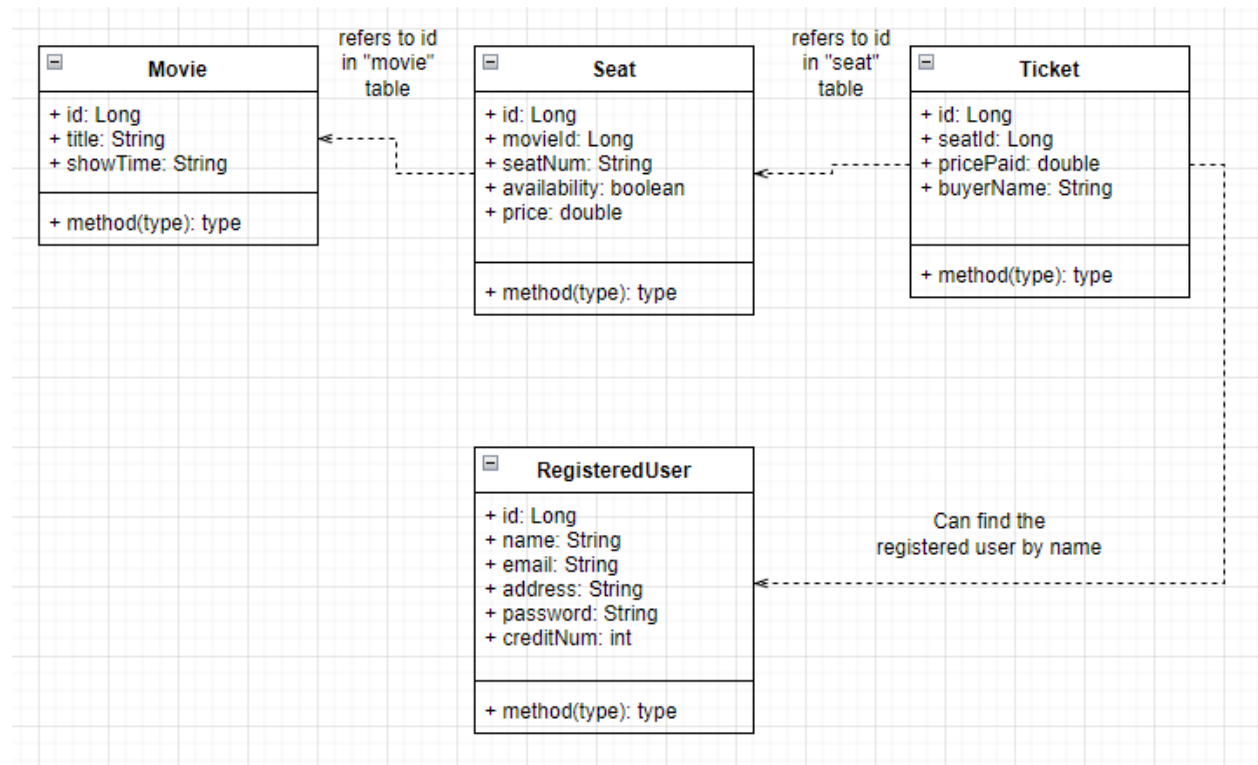 Movie
+ id: Long
+ title: String
+ showTime: String
+ method(type): type
refers to id
in "movie"
table
Seat
+ id: Long
+ movieId: Long
+ seatNum: String
+ availability: boolean
+ price: double
+ method(type): type
refers to id
in "seat"
table
Ticket
+ id: Long
+ seatId: Long
+ pricePaid: double
+ buyerName: String
+ method(type): type
RegisteredUser
+ id: Long
+ name: String
+ email: String
+ address: String
+ password: String
+ creditNum: int
+ method(type): type
Can find the
registered user by name